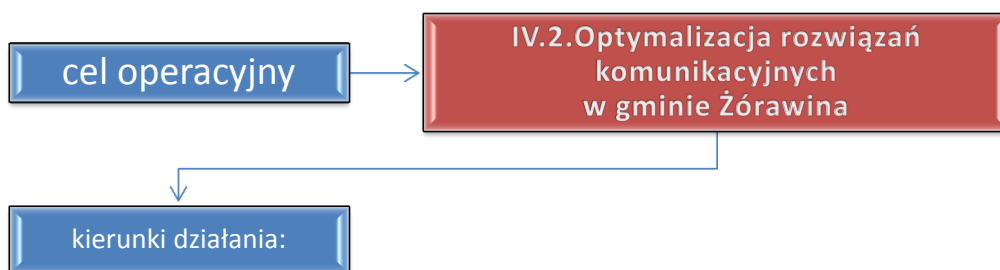 cel operacyjny
IV.2.Optymalizacja rozwiązań
komunikacyjnych
w gminie Żórawina
kierunki działania: